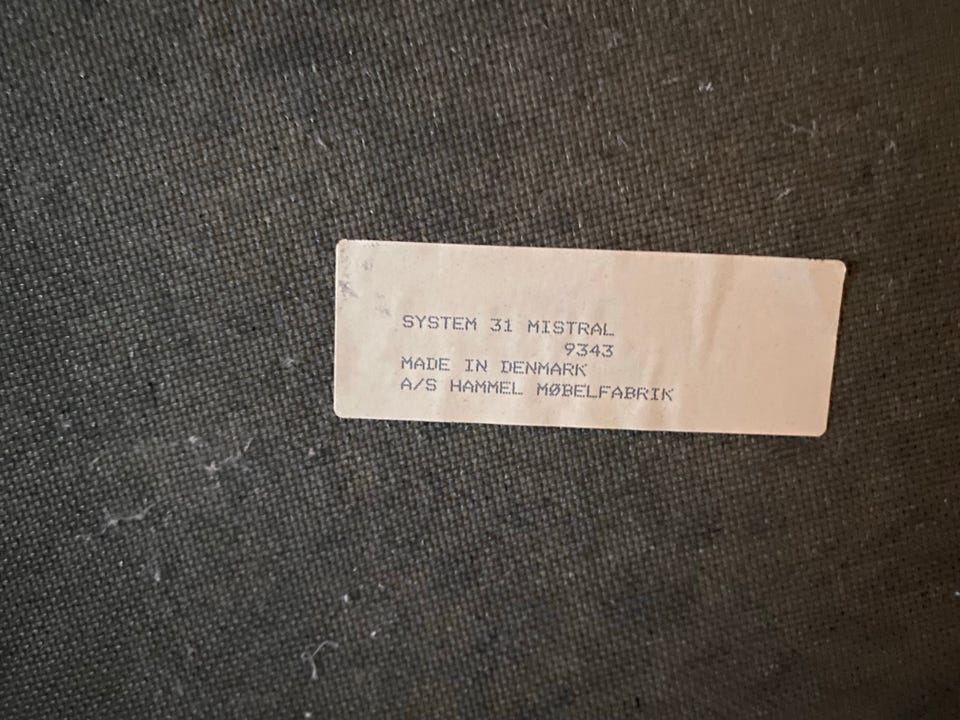 SYSTEM 31 MISTRAL
9343
MADE IN DENMARK
A/S HAMMEL MØBELFABRIK